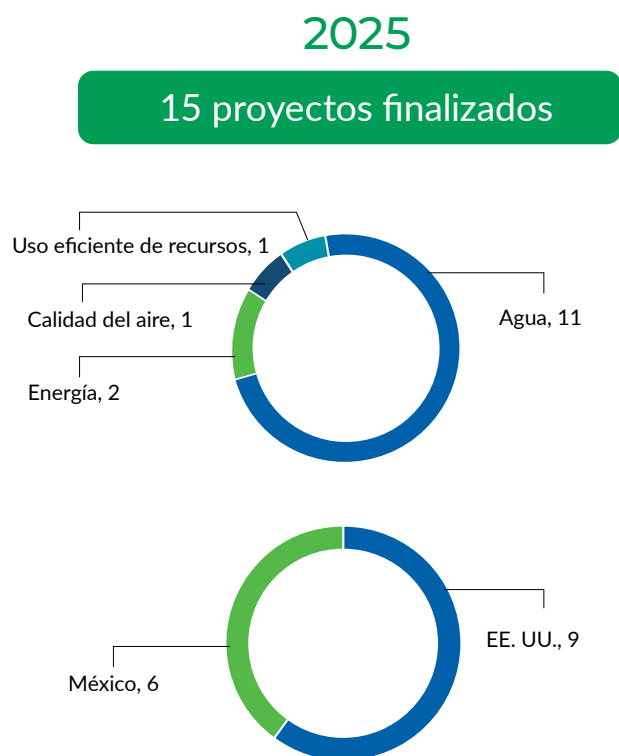 2025
15 proyectos finalizados
Uso eficiente de recursos, 1
Calidad del aire, 1
Agua, 11
Energía, 2
EE. UU., 9
México, 6